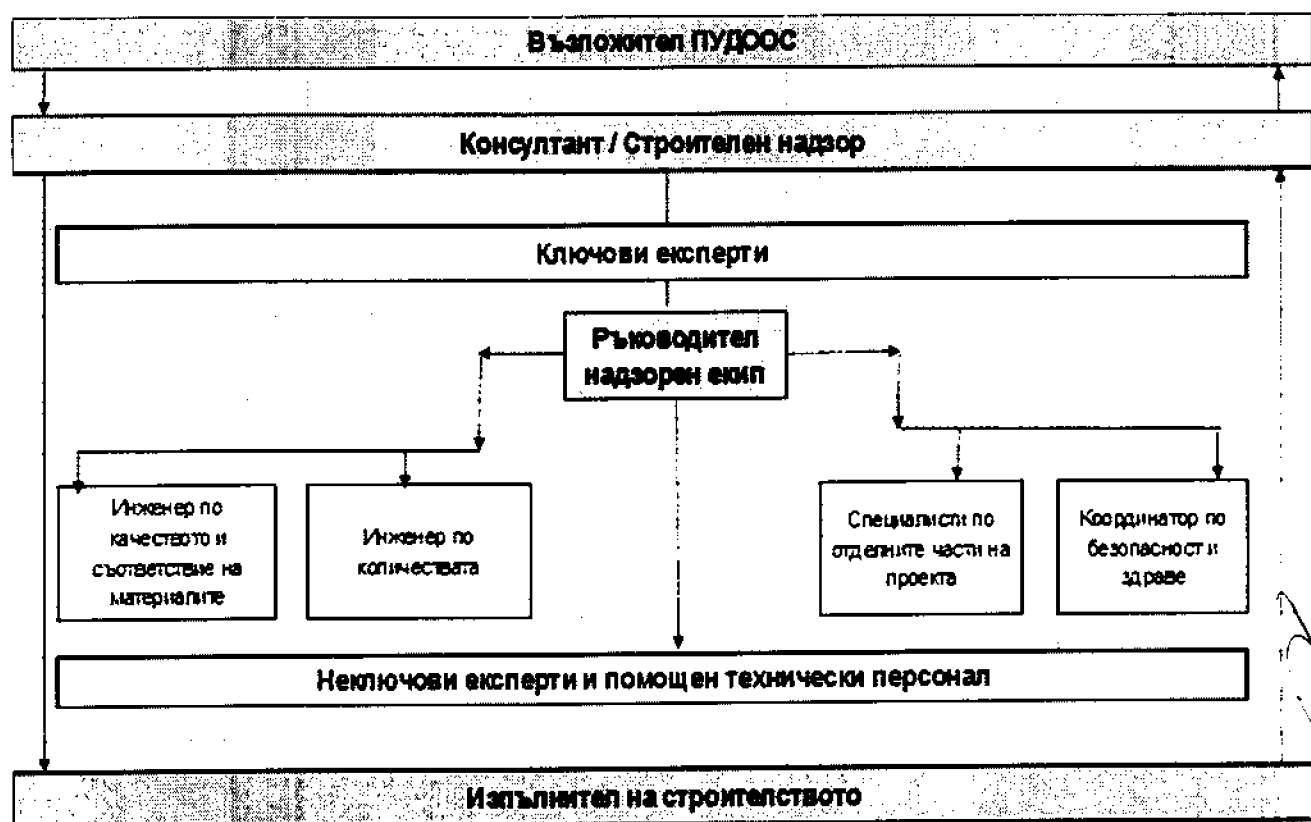 Възложител ПУДООС
Консултант / Строителен надзор
Ключови експерти
Ръководител
надзорен екип
Инженер по
качеството и
съответствие на
материалите
Инженер по
количествата
Специалисти по
отделните части на
проекта
Координатор по
безопасност и
здраве
Неключови експерти и помощен технически персонал
Изпълнител на строителството